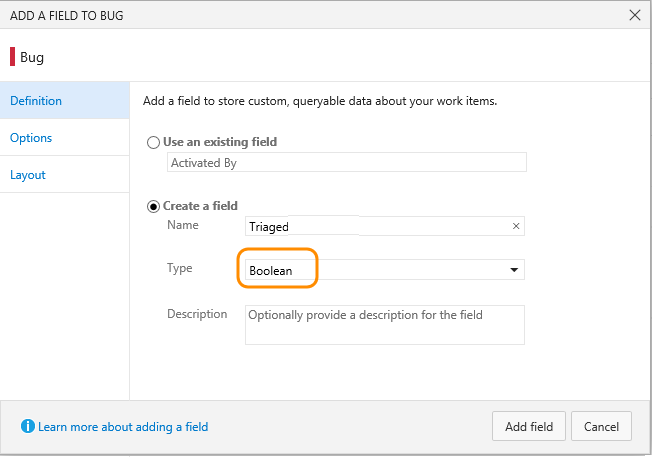 ADD A FIELD TO BUG
Bug
Definition
Options
Layout
Add a field to store custom, queryable data about your work items.
Use an existing field
Activated By
Create a field
Name
Triaged
Type
Boolean
Description
Optionally provide a description for the field
Learn more about adding a field
Add field
Cancel